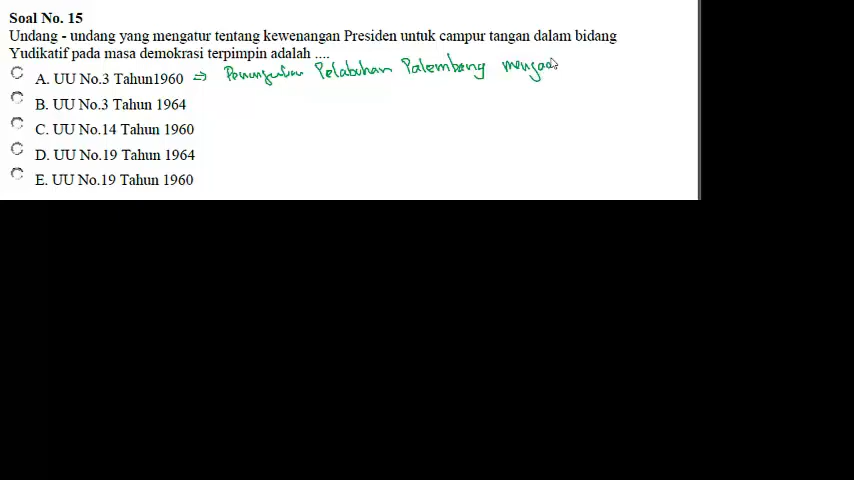 Soal No. 15
Undang - undang yang mengatur tentang kewenangan Presiden untuk campur tangan dalam bidang
Yudikatif pada masa demokrasi terpimpin adalah ....
A. UU No.3 Tahun1960 => Pelabuhan Palembang menjadi
B. UU No.3 Tahun 1964
C. UU No.14 Tahun 1960
D. UU No.19 Tahun 1964
E. UU No.19 Tahun 1960